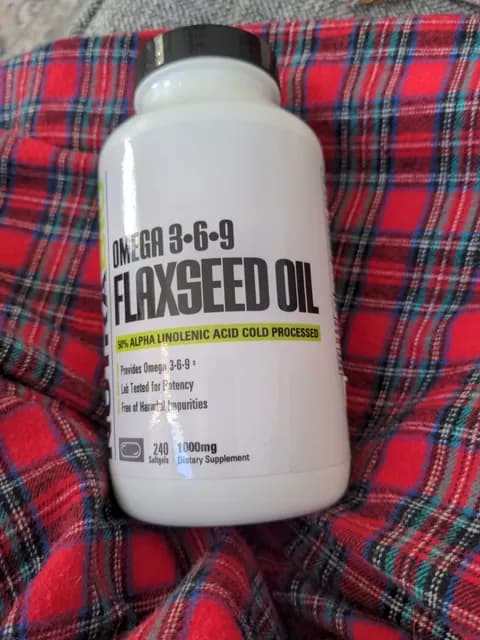 OMEGA 3•6•9
FLAXSEED OIL
50% ALPHA LINOLENIC ACID COLD PROCESSED
Provides Omega 3-6-9
Lab Tested for Potency
Free of Harmful Impurities
240 1000mg
Softgels Dietary Supplement